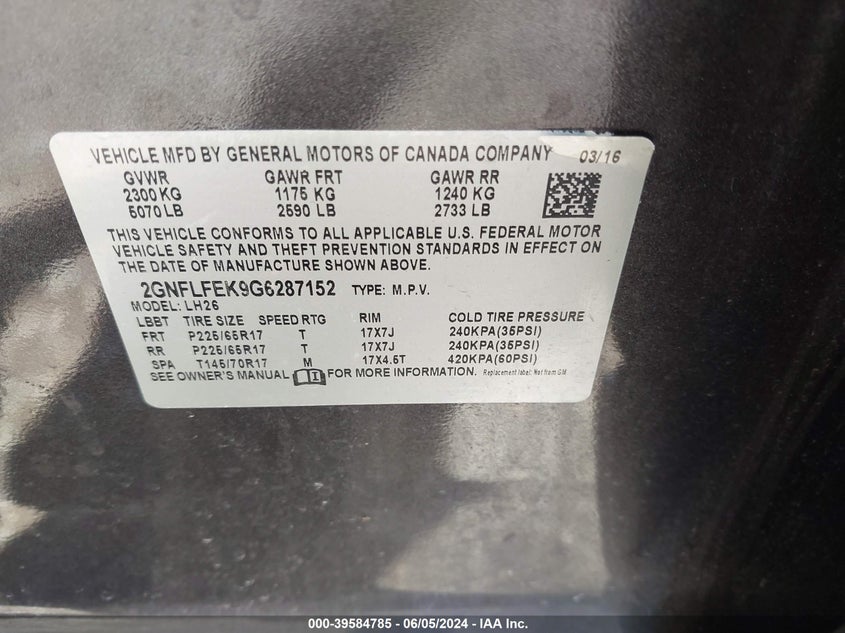 VEHICLE MFD BY GENERAL MOTORS OF CANADA COMPANY 03/16
GVWR GAWR FRT GAWR RR
2300 KG 1175 KG 1240 KG
5070 LB 2590 LB 2733 LB
THIS VEHICLE CONFORMS TO ALL APPLICABLE U.S. FEDERAL MOTOR
VEHICLE SAFETY AND THEFT PREVENTION STANDARDS IN EFFECT ON
THE DATE OF MANUFACTURE SHOWN ABOVE.
2GNFLFEK9G6287152 TYPE: M.P.V.
MODEL: LH26
LBBT TIRE SIZE SPEED RTG RIM COLD TIRE PRESSURE
FRT P225/65R17 T 17X7J 240KPA(35PSI)
RR P225/65R17 T 17X7J 240KPA(35PSI)
SPA T145/70R17 M 17X4.5T 420KPA(60PSI)
SEE OWNER'S MANUAL FOR MORE INFORMATION. Replacement label: Not from GM
000-39584785 - 06/05/2024 - IAA Inc.